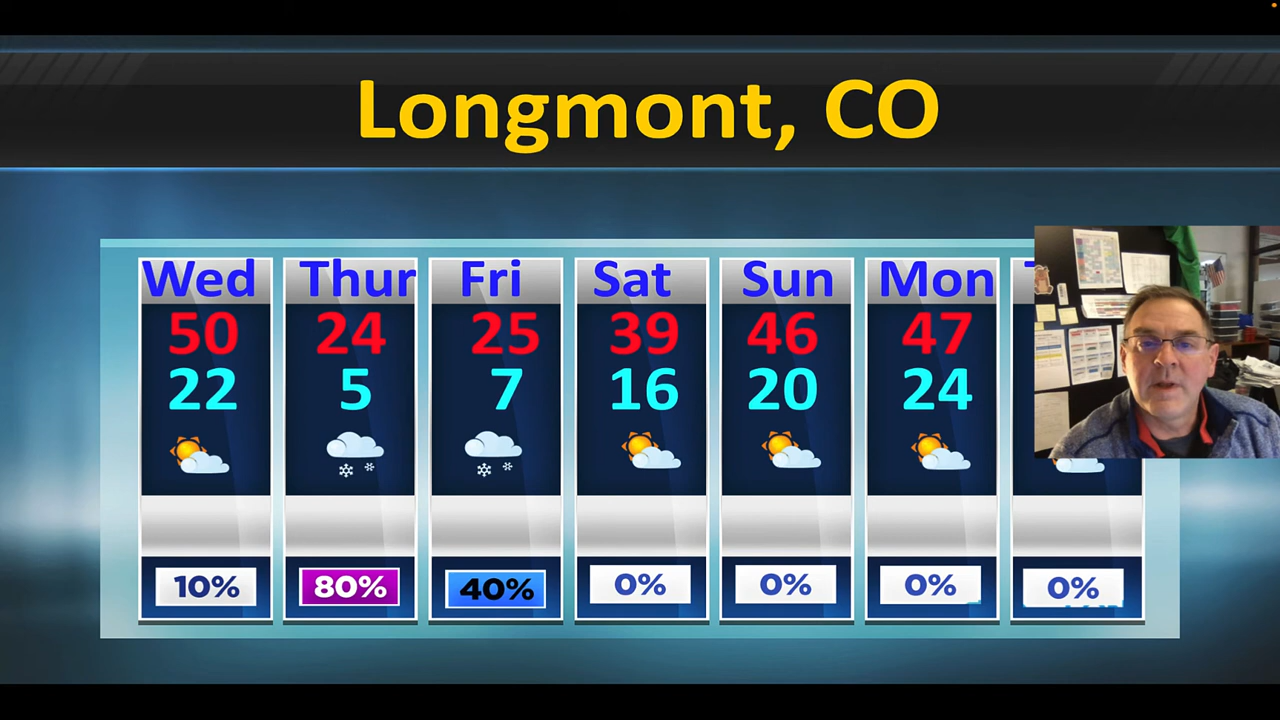 Longmont, CO
Wed Thur Fri Sat Sun Mon
50 24 25 39 46 47
22 5 7 16 20 24
10% 80% 40% 0% 0% 0% 0%